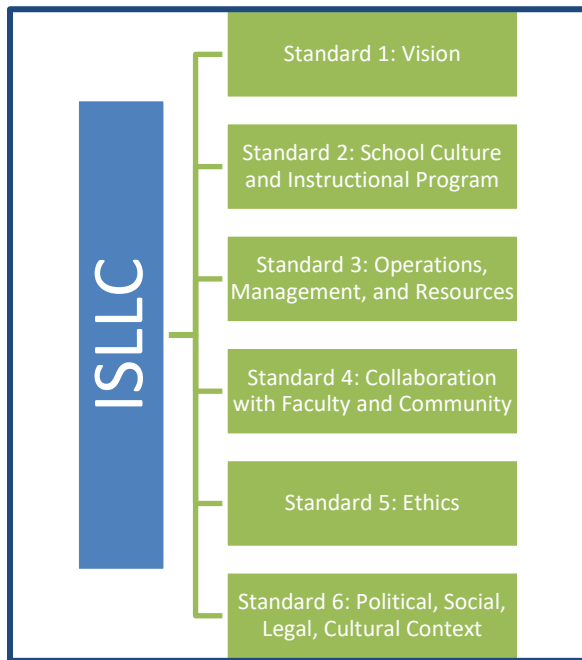 ISLLC
Standard 1: Vision
Standard 2: School Culture
and Instructional Program
Standard 3: Operations,
Management, and Resources
Standard 4: Collaboration
with Faculty and Community
Standard 5: Ethics
Standard 6: Political, Social,
Legal, Cultural Context